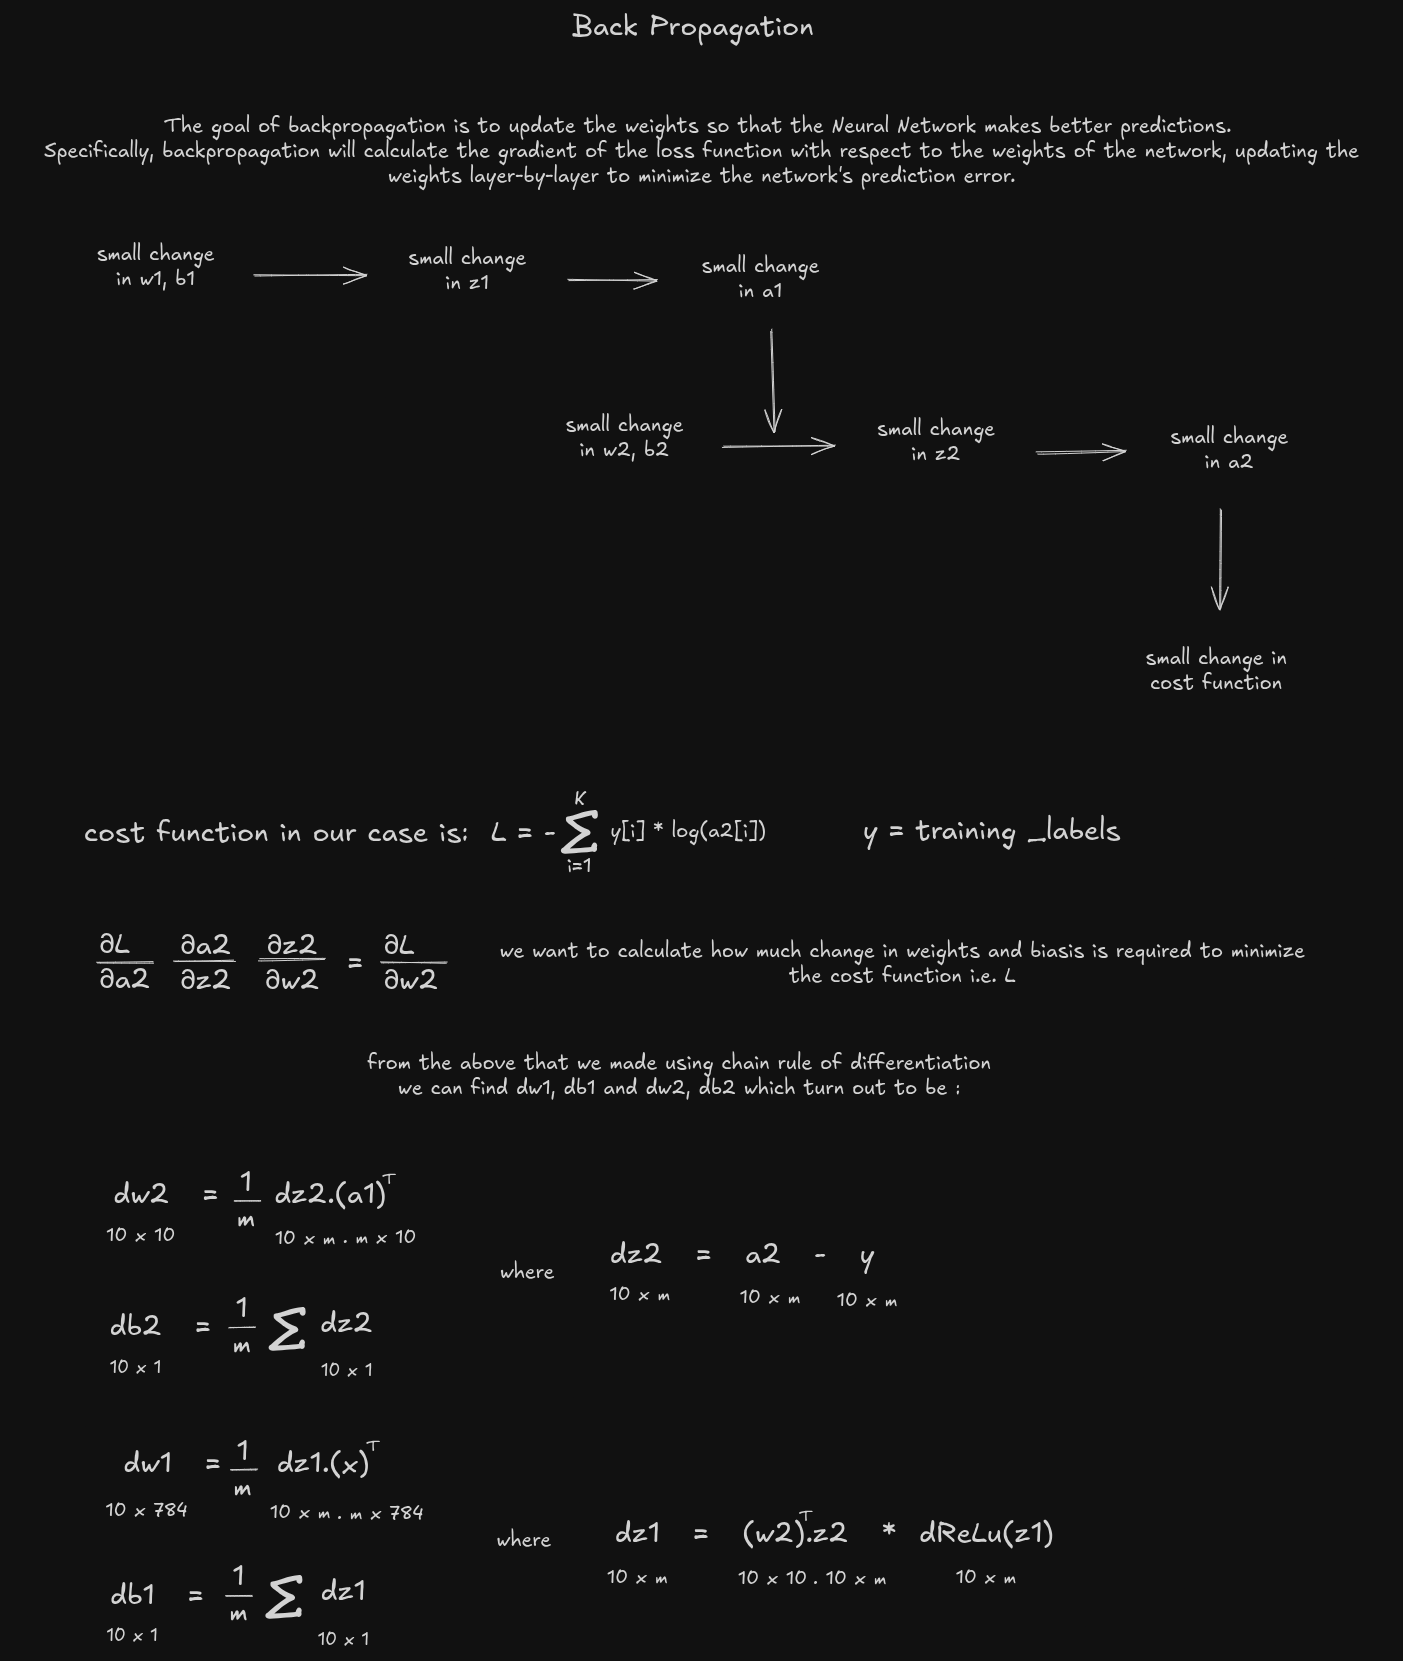 Back Propagation
The goal of backpropagation is to update the weights so that the Neural Network makes better predictions.
Specifically, backpropagation will calculate the gradient of the loss function with respect to the weights of the network, updating the
weights layer-by-layer to minimize the network's prediction error.
small change
in w1, b1
small change
in z1
small change
in a1
small change
in w2, b2
small change
in z2
small change
in a2
small change in
cost function
cost function in our case is: L = - ∑ y[i] * log(a2[i])
K
i=1
y = training _labels
∂L/∂a2 ∂a2/∂z2 ∂z2/∂w2 = ∂L/∂w2
we want to calculate how much change in weights and biasis is required to minimize
the cost function i.e. L
from the above that we made using chain rule of differentiation
we can find dw1, db1 and dw2, db2 which turn out to be :
dw2 = 1/m dz2.(a1)ᵀ
10 x 10
10 x m . m x 10
db2 = 1/m ∑ dz2
10 x 1
10 x 1
where
dz2 = a2 - y
10 x m
10 x m
10 x m
dw1 = 1/m dz1.(x)ᵀ
10 x 784
10 x m . m x 784
db1 = 1/m ∑ dz1
10 x 1
10 x 1
where
dz1 = (w2)ᵀ.z2 * dReLu(z1)
10 x m
10 x 10 . 10 x m
10 x m